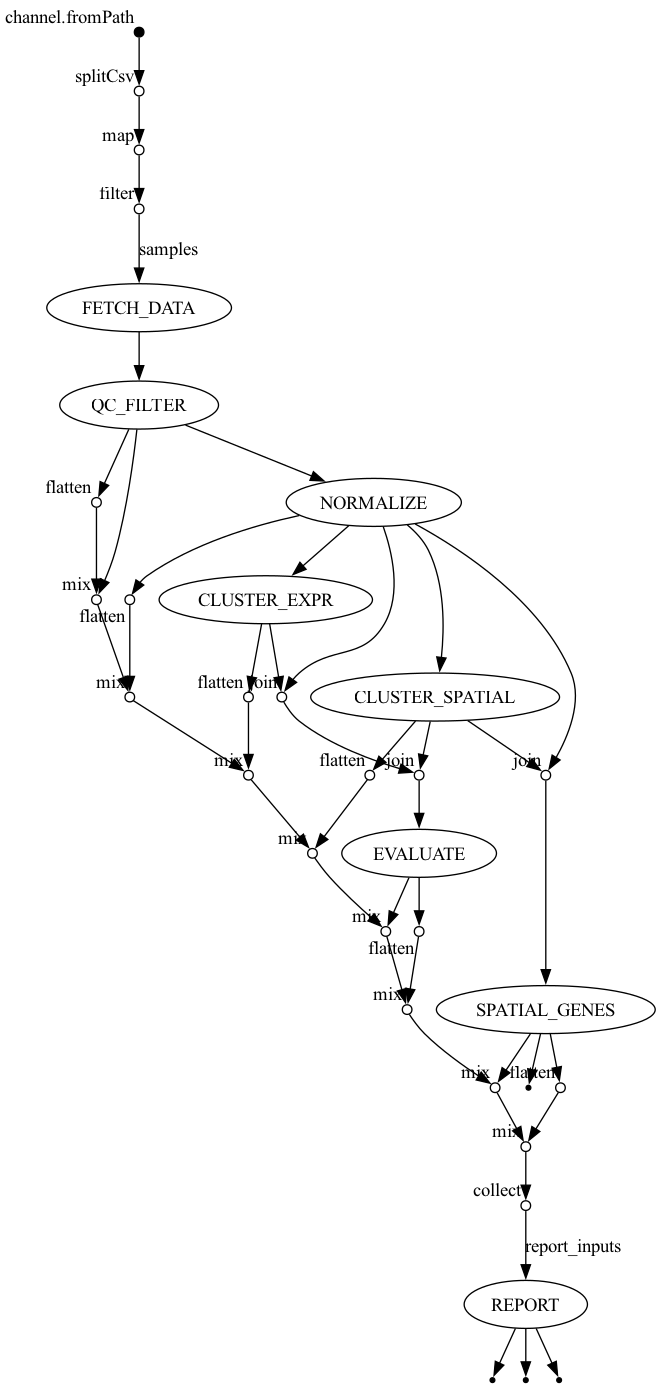 channel.fromPath
splitCsv
map
filter
samples
FETCH_DATA
QC_FILTER
flatten
NORMALIZE
mix
flatten
CLUSTER_EXPR
mix
flatten
join
CLUSTER_SPATIAL
mix
flatten
join
join
mix
EVALUATE
mix
flatten
mix
SPATIAL_GENES
mix
flatten
mix
collect
report_inputs
REPORT